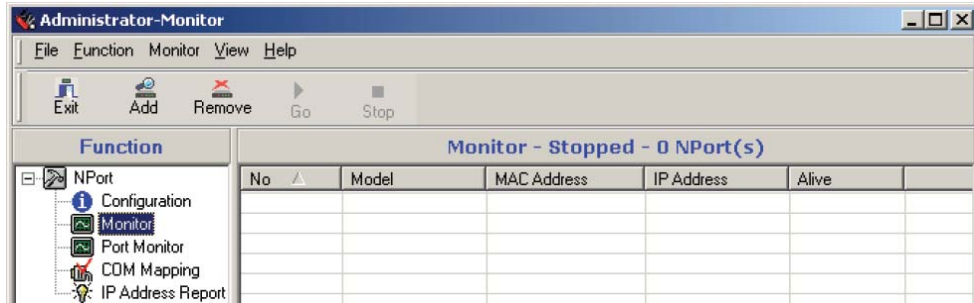 Administrator-Monitor
File Function Monitor View Help
Exit Add Remove Go Stop
Function
Monitor - Stopped - 0 NPort(s)
NPort
Configuration
Monitor
Port Monitor
COM Mapping
IP Address Report
No Model MAC Address IP Address Alive